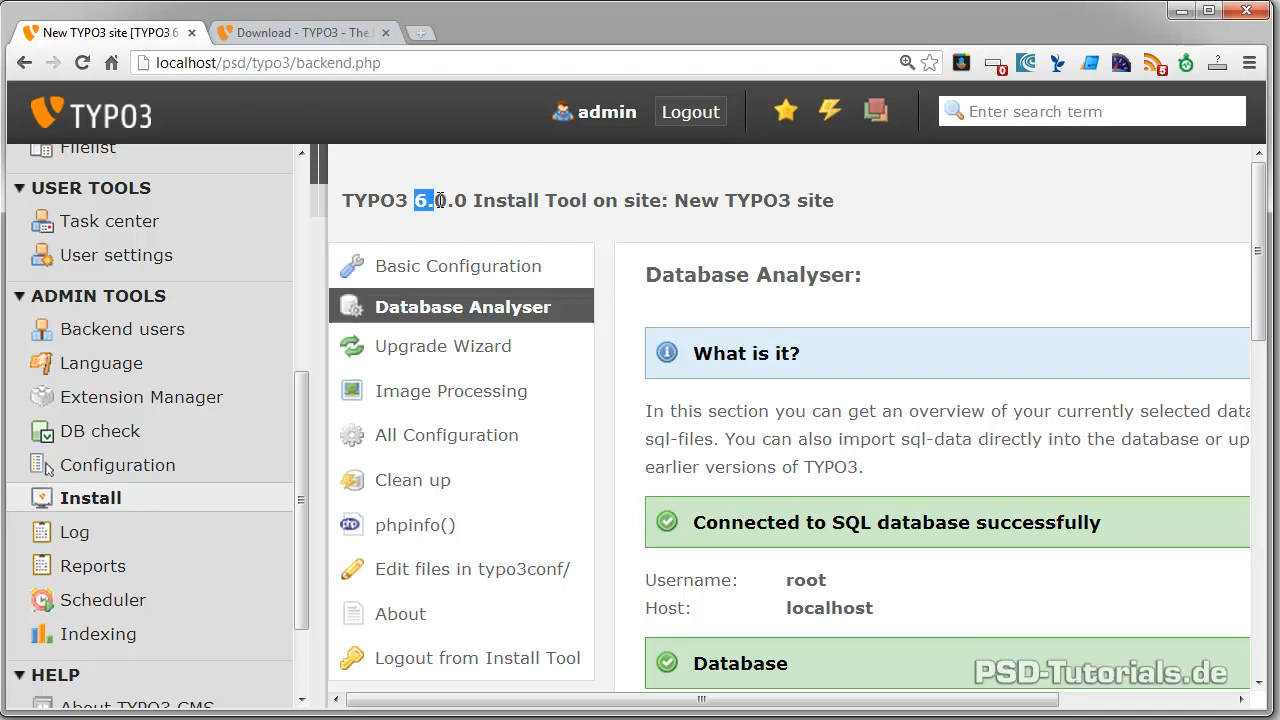 New TYPO3 site [TYPO3 6
Download - TYPO3 - The
localhost/psd/typo3/backend.php
0
5
?
TYPO3
admin
Logout
Enter search term
Filelist
USER TOOLS
Task center
User settings
ADMIN TOOLS
Backend users
Language
Extension Manager
DB check
Configuration
Install
Log
Reports
Scheduler
Indexing
HELP
About TYPO3 CMS
TYPO3 6.0.0 Install Tool on site: New TYPO3 site
Basic Configuration
Database Analyser
Upgrade Wizard
Image Processing
All Configuration
Clean up
phpinfo()
Edit files in typo3conf/
About
Logout from Install Tool
Database Analyser:
What is it?
In this section you can get an overview of your currently selected data
sql-files. You can also import sql-data directly into the database or up
earlier versions of TYPO3.
Connected to SQL database successfully
Username: root
Host: localhost
Database
PSD-Tutorials.de